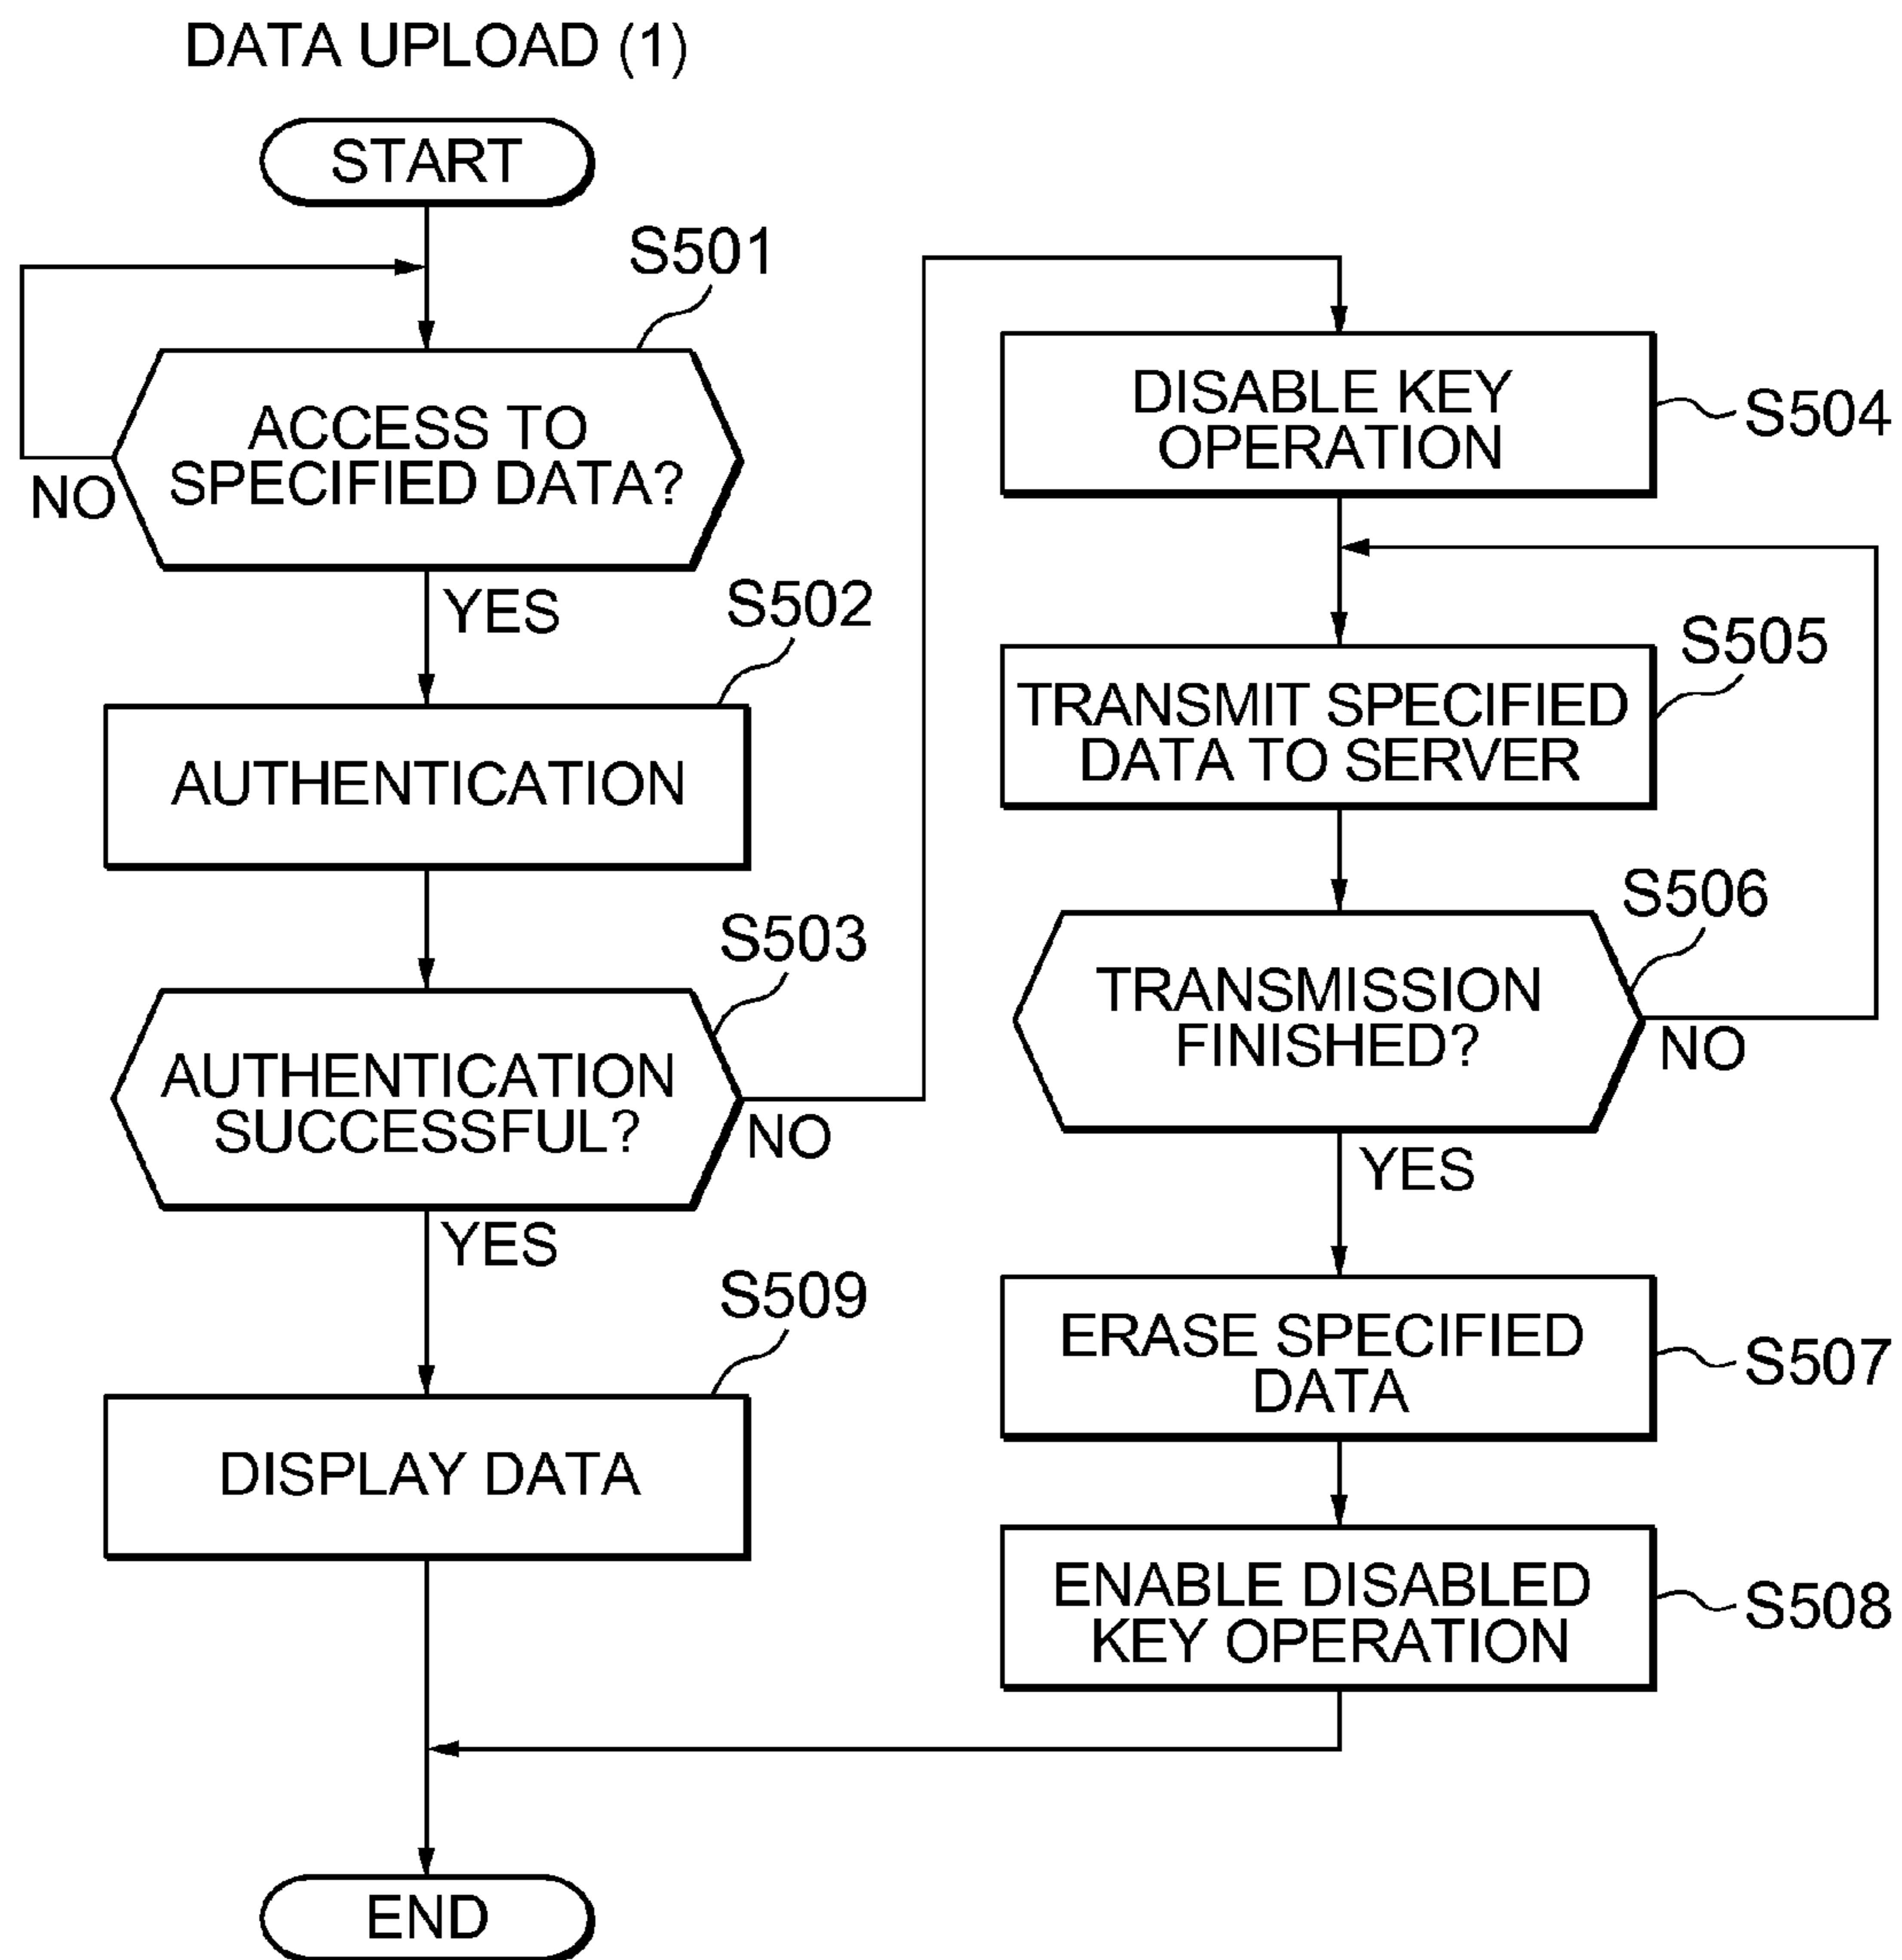 DATA UPLOAD (1)
START
S501
ACCESS TO
SPECIFIED DATA?
NO
YES
S502
AUTHENTICATION
S503
AUTHENTICATION
SUCCESSFUL?
NO
YES
S509
DISPLAY DATA
END
DISABLE KEY
OPERATION
S504
S505
TRANSMIT SPECIFIED
DATA TO SERVER
S506
TRANSMISSION
FINISHED?
NO
YES
ERASE SPECIFIED
DATA
S507
ENABLE DISABLED
KEY OPERATION
S508